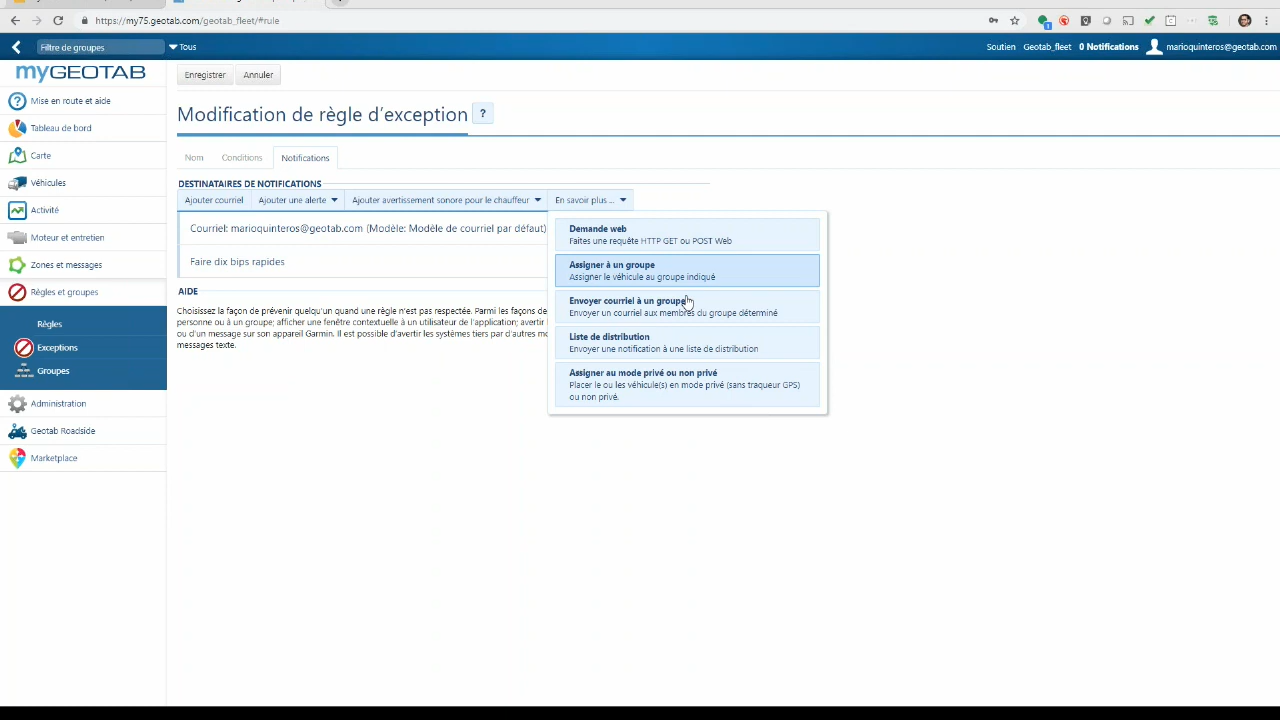 https://my75.geotab.com/geotab_fleet/#rule
Filtre de groupes
Tous
Soutien
Geotab_fleet
0 Notifications
marioquinteros@geotab.com
myGEOTAB
Enregistrer
Annuler
Mise en route et aide
Tableau de bord
Carte
Véhicules
Activité
Moteur et entretien
Zones et messages
Règles et groupes
Règles
Exceptions
Groupes
Administration
Geotab Roadside
Marketplace
Modification de règle d'exception
?
Nom
Conditions
Notifications
DESTINATAIRES DE NOTIFICATIONS
Ajouter courriel
Ajouter une alerte
Ajouter avertissement sonore pour le chauffeur
En savoir plus ...
Courriel: marioquinteros@geotab.com (Modèle: Modèle de courriel par défaut)
Faire dix bips rapides
AIDE
Choisissez la façon de prévenir quelqu'un quand une règle n'est pas respectée. Parmi les façons de
personne ou à un groupe; afficher une fenêtre contextuelle à un utilisateur de l'application; avertir
ou d'un message sur son appareil Garmin. Il est possible d'avertir les systèmes tiers par d'autres
messages texte.
Demande web
Faites une requête HTTP GET ou POST Web
Assigner à un groupe
Assigner le véhicule au groupe indiqué
Envoyer courriel à un groupe
Envoyer un courriel aux membres du groupe déterminé
Liste de distribution
Envoyer une notification à une liste de distribution
Assigner au mode privé ou non privé
Placer le ou les véhicule(s) en mode privé (sans traqueur GPS)
ou non privé.